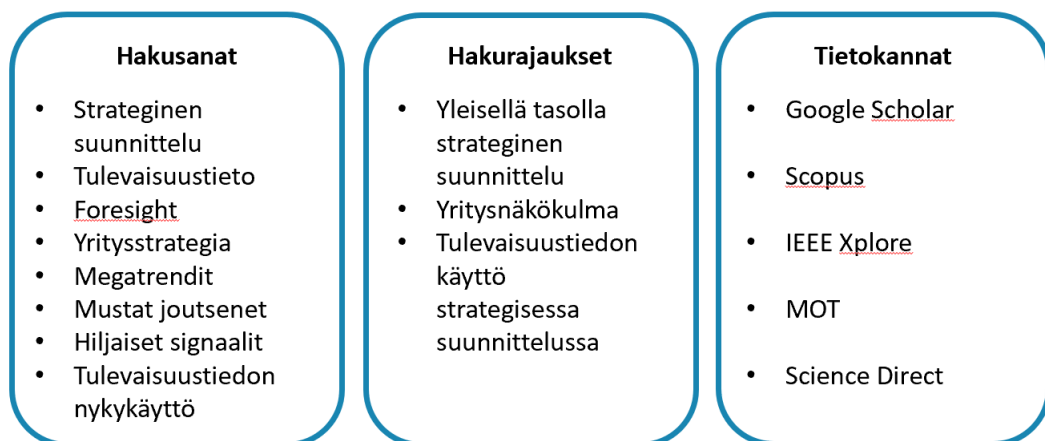 Hakusanat
• Strateginen
suunnittelu
• Tulevaisuustieto
• Foresight
• Yritysstrategia
• Megatrendit
• Mustat joutsenet
• Hiljaiset signaalit
• Tulevaisuustiedon
nykykäyttö
Hakurajaukset
• Yleisellä tasolla
strateginen
suunnittelu
• Yritysnäkökulma
• Tulevaisuustiedon
käyttö
strategisessa
suunnittelussa
Tietokannat
• Google Scholar
• Scopus
• IEEE Xplore
• MOT
• Science Direct